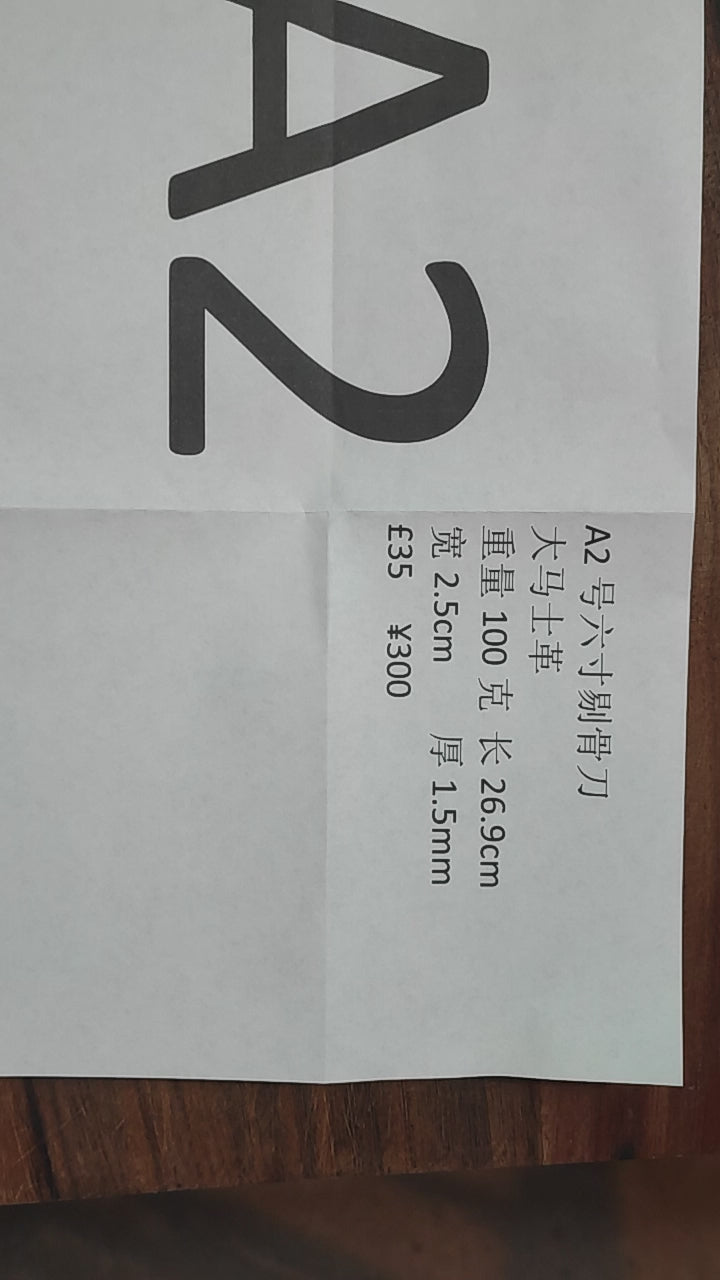 A2
A2 号六寸剔骨刀
大马士革
重量 100 克 长 26.9cm
宽 2.5cm 厚 1.5mm
£35 ¥300